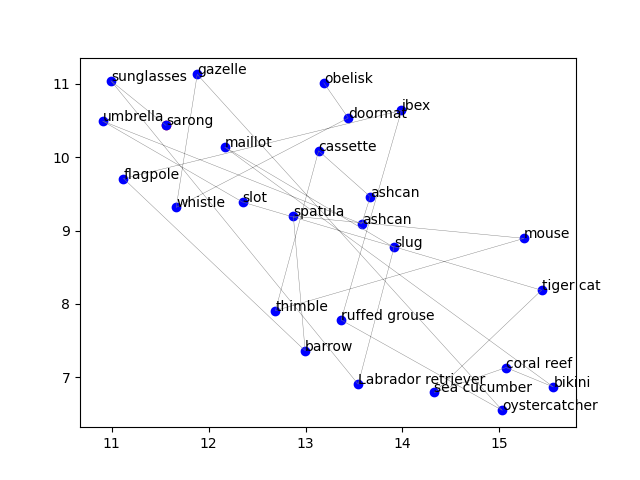 sunglasses
gazelle
obelisk
umbrella
sarong
doormat
ibex
maillot
cassette
flagpole
whistle
slot
spatula
ashcan
ashcan
slug
mouse
tiger cat
thimble
ruffed grouse
barrow
coral reef
Labrador retriever
sea cucumber
bikini
oystercatcher
11
10
9
8
7
11 12 13 14 15